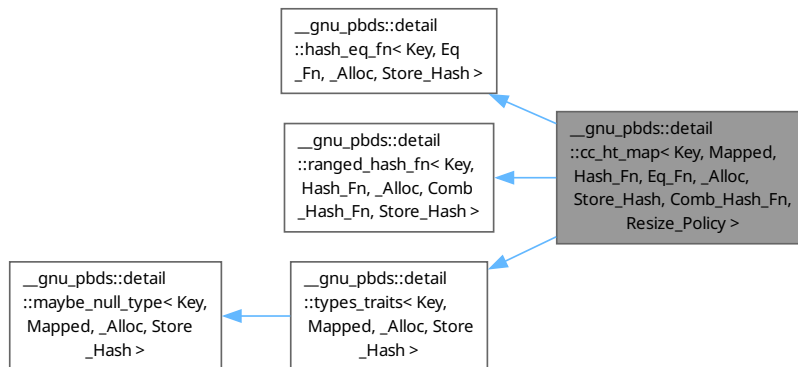 __gnu_pbds::detail
::hash_eq_fn< Key, Eq
_Fn, _Alloc, Store_Hash >
__gnu_pbds::detail
::ranged_hash_fn< Key,
Hash_Fn, _Alloc, Comb
_Hash_Fn, Store_Hash >
__gnu_pbds::detail
::cc_ht_map< Key, Mapped,
Hash_Fn, Eq_Fn, _Alloc,
Store_Hash, Comb_Hash_Fn,
Resize_Policy >
__gnu_pbds::detail
::maybe_null_type< Key,
Mapped, _Alloc, Store
_Hash >
__gnu_pbds::detail
::types_traits< Key,
Mapped, _Alloc, Store
_Hash >